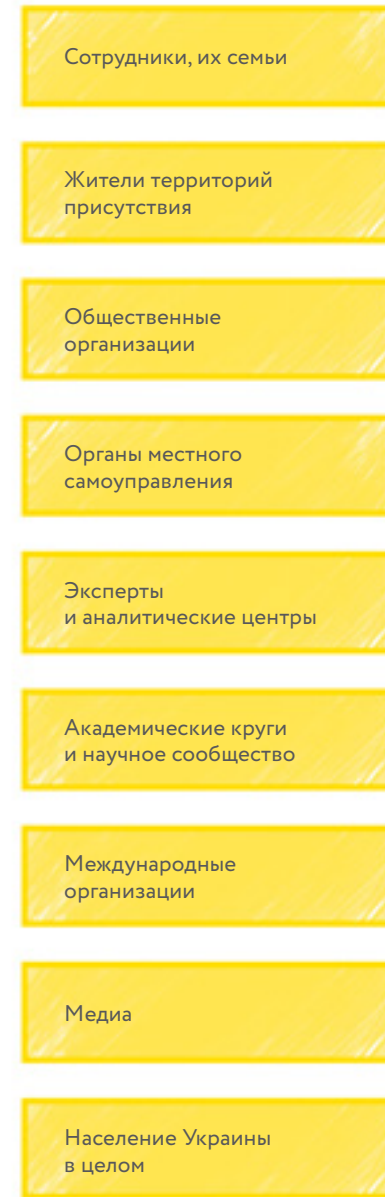 Сотрудники, их семьи
Жители территорий
присутствия
Общественные
организации
Органы местного
самоуправления
Эксперты
и аналитические центры
Академические круги
и научное сообщество
Международные
организации
Медиа
Население Украины
в целом